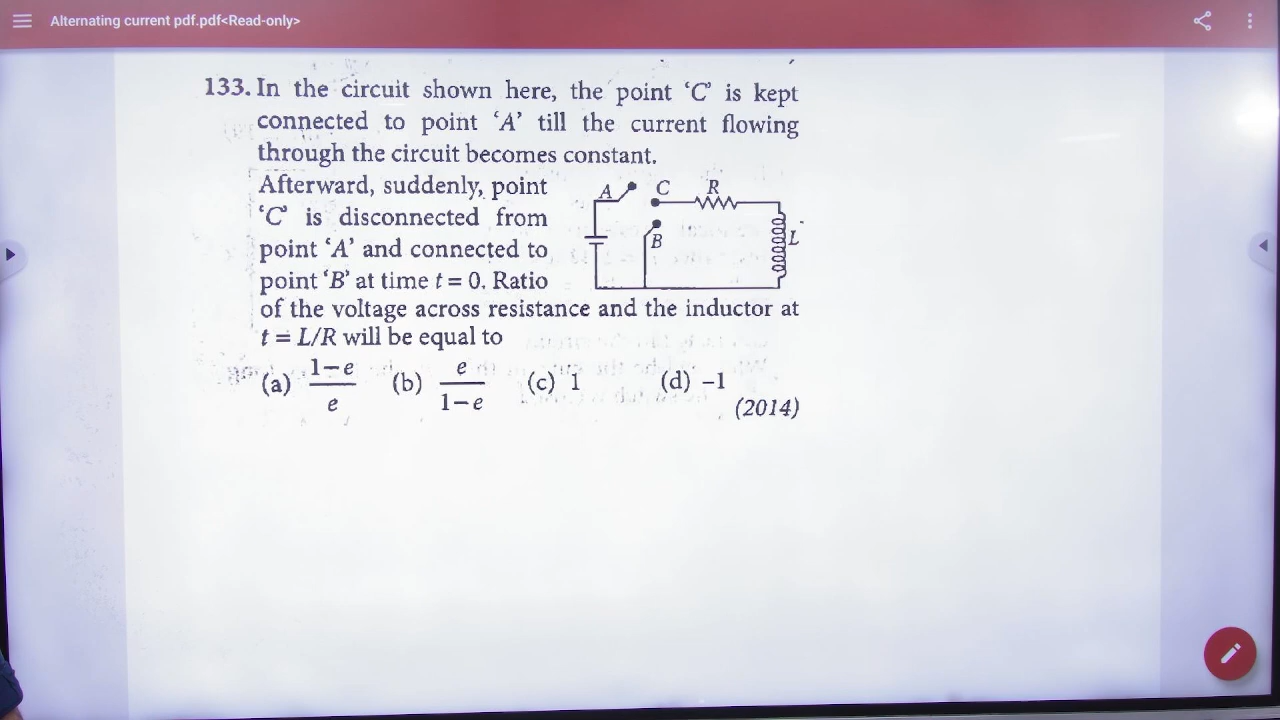 Alternating current pdf.pdf<Read-only>
133. In the circuit shown here, the point ‘C’ is kept
connected to point ‘A’ till the current flowing
through the circuit becomes constant.
Afterward, suddenly, point
‘C’ is disconnected from
point ‘A’ and connected to
point ‘B’ at time t = 0. Ratio
A C R
B L
of the voltage across resistance and the inductor at
t = L/R will be equal to
(a) 1−e / e (b) e / 1−e (c) 1 (d) −1
(2014)